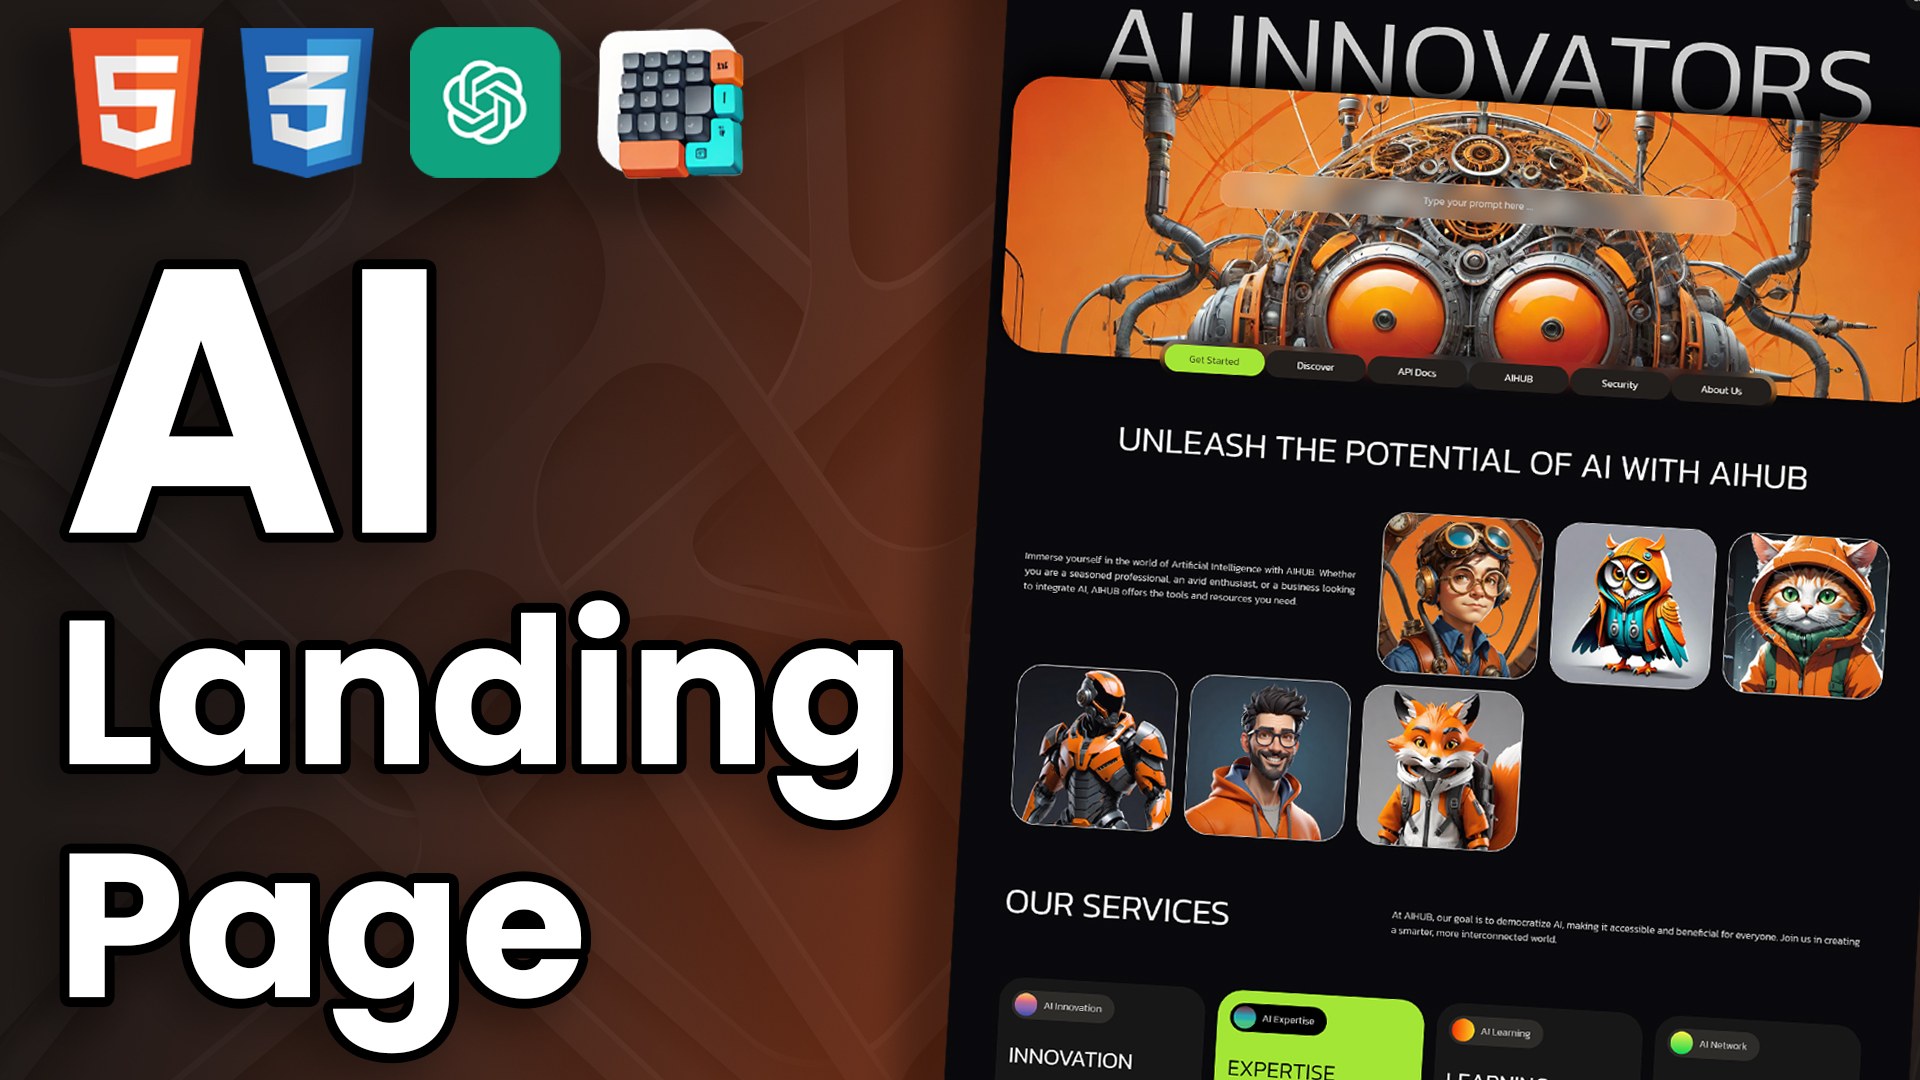 AI
Landing
Page
AI INNOVATORS
Type your prompt here ...
Get Started
Discover
API Docs
AIHUB
Security
About Us
UNLEASH THE POTENTIAL OF AI WITH AIHUB
Immerse yourself in the world of Artificial Intelligence with AIHUB. Whether
you are a seasoned professional, an avid enthusiast, or a business looking
to integrate AI, AIHUB offers the tools and resources you need.
OUR SERVICES
At AIHUB, our goal is to democratize AI, making it accessible and beneficial for everyone. Join us in creating
a smarter, more interconnected world.
AI Innovation
INNOVATION
AI Expertise
EXPERTISE
AI Learning
LEARNING
AI Network